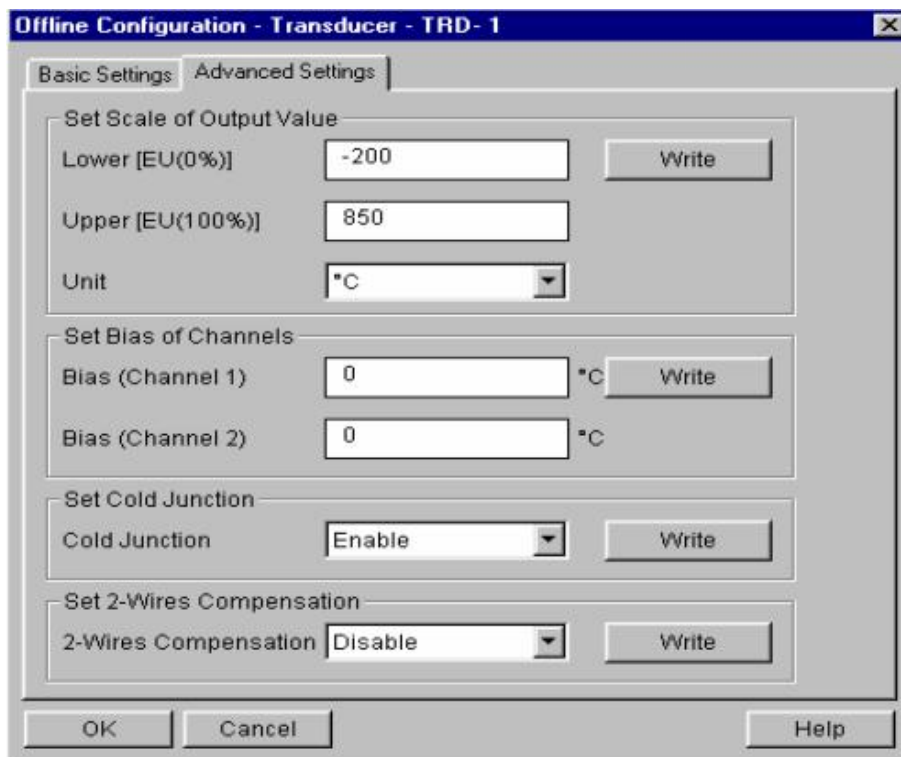 Offline Configuration - Transducer - TRD- 1
Basic Settings Advanced Settings
Set Scale of Output Value
Lower [EU(0%)] -200 Write
Upper [EU(100%)] 850
Unit °C
Set Bias of Channels
Bias (Channel 1) 0 °C Write
Bias (Channel 2) 0 °C
Set Cold Junction
Cold Junction Enable Write
Set 2-Wires Compensation
2-Wires Compensation Disable Write
OK Cancel Help